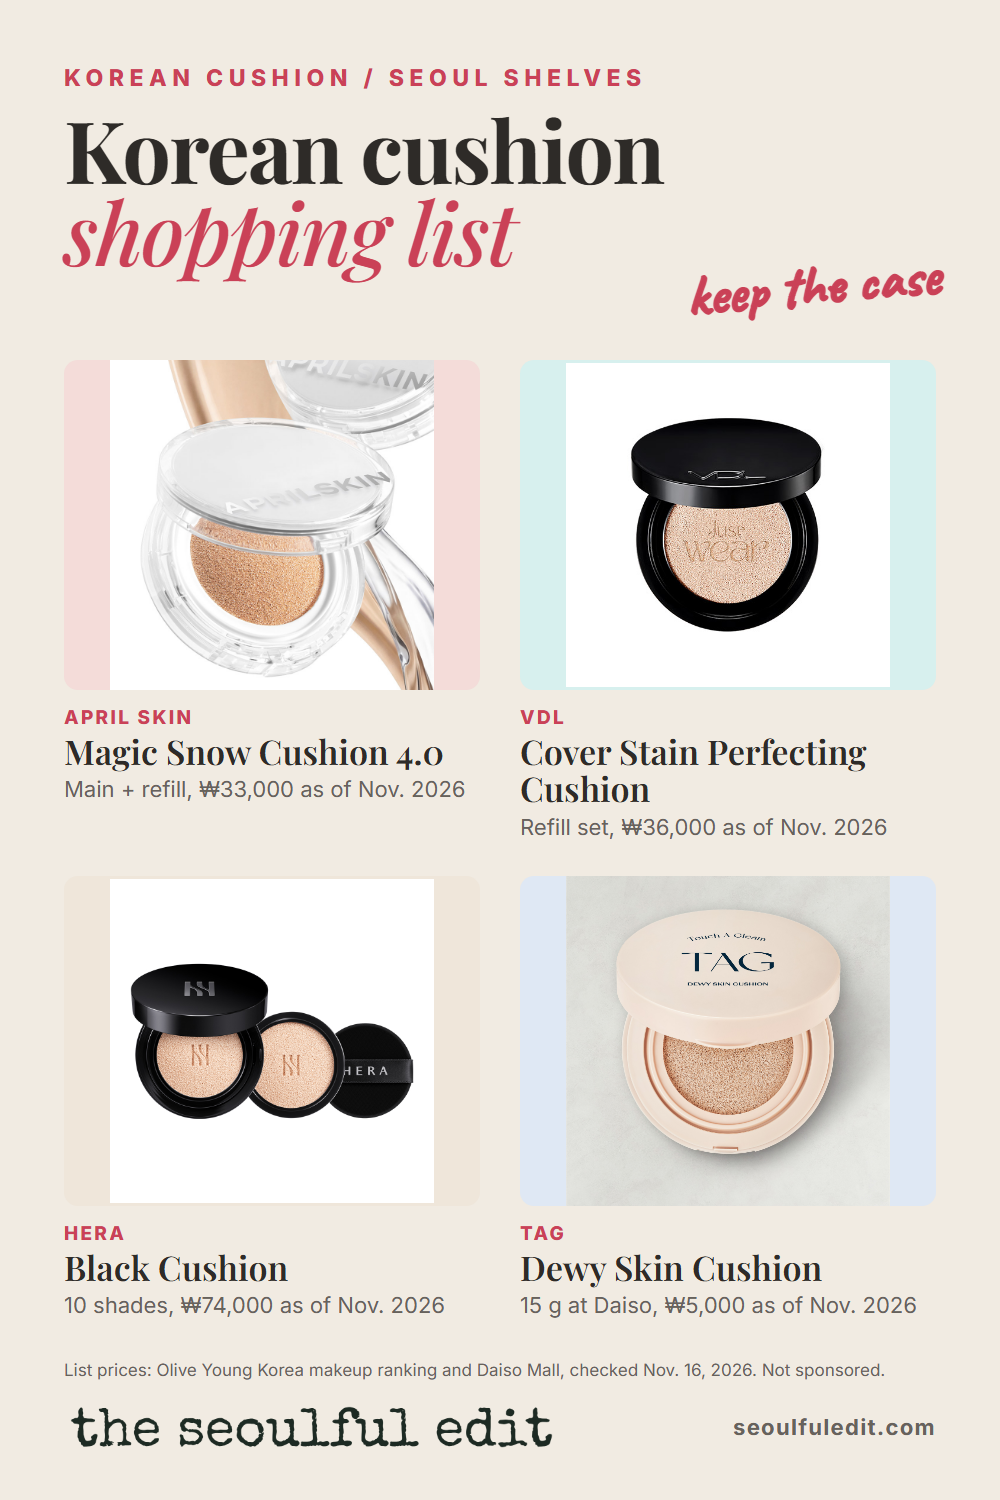 KOREAN CUSHION / SEOUL SHELVES
Korean cushion
shopping list
keep the case
APRILSKIN
APRILSKIN
VDL
Just
wear
APRIL SKIN
Magic Snow Cushion 4.0
Main + refill, ₩33,000 as of Nov. 2026
VDL
Cover Stain Perfecting
Cushion
Refill set, ₩36,000 as of Nov. 2026
HERA
Touch A Gleam
TAG
DEWY SKIN CUSHION
HERA
Black Cushion
10 shades, ₩74,000 as of Nov. 2026
TAG
Dewy Skin Cushion
15 g at Daiso, ₩5,000 as of Nov. 2026
List prices: Olive Young Korea makeup ranking and Daiso Mall, checked Nov. 16, 2026. Not sponsored.
the seoulful edit
seoulfuledit.com